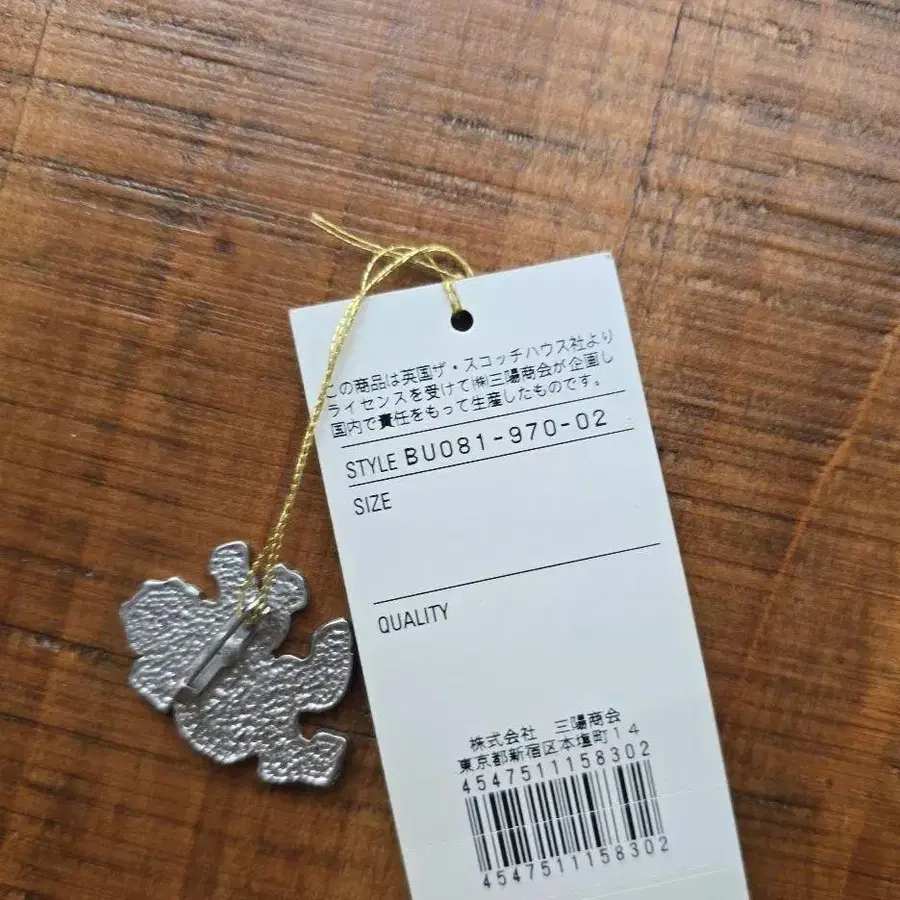 この商品は英国ザ・スコッチハウス社より
ライセンスを受けて㈱三陽商会が企画し
国内で責任をもって生産したものです。
STYLE BU081-970-02
SIZE
QUALITY
株式会社 三陽商会
東京都新宿区本塩町14
4547511158302
4547511158302